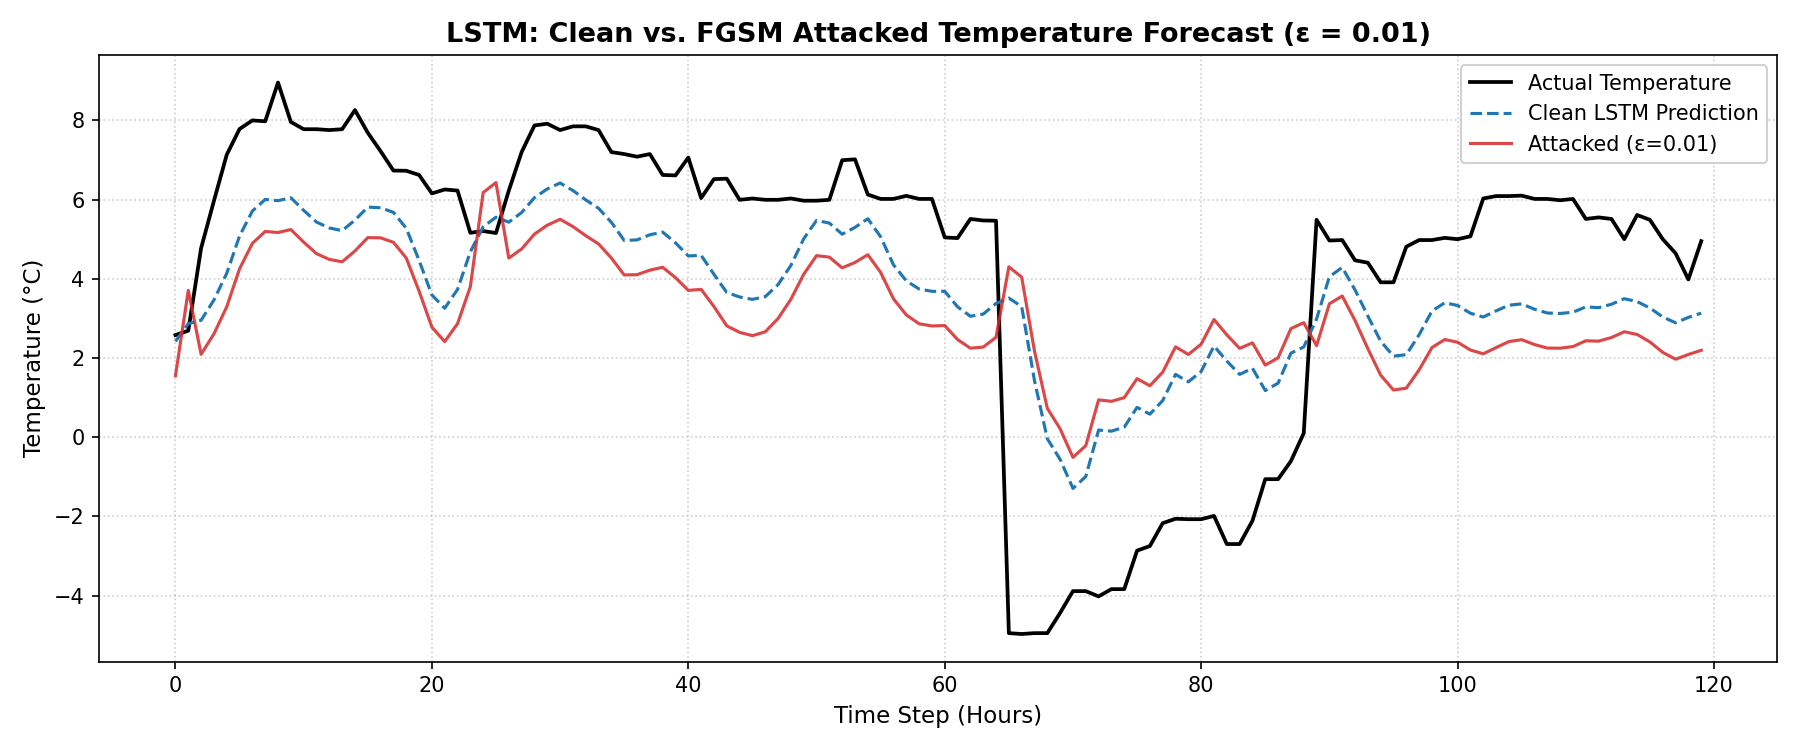 LSTM: Clean vs. FGSM Attacked Temperature Forecast (ε = 0.01)
Actual Temperature
Clean LSTM Prediction
Attacked (ε=0.01)
Temperature (°C)
8
6
4
2
0
−2
−4
0 20 40 60 80 100 120
Time Step (Hours)